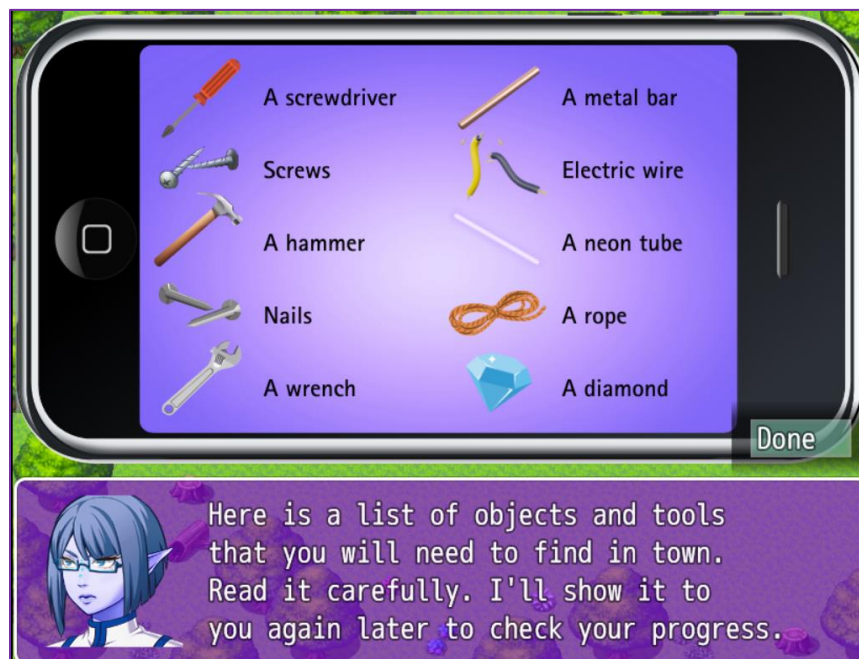 A screwdriver
Screws
A hammer
Nails
A wrench
A metal bar
Electric wire
A neon tube
A rope
A diamond
Done
Here is a list of objects and tools
that you will need to find in town.
Read it carefully. I'll show it to
you again later to check your progress.